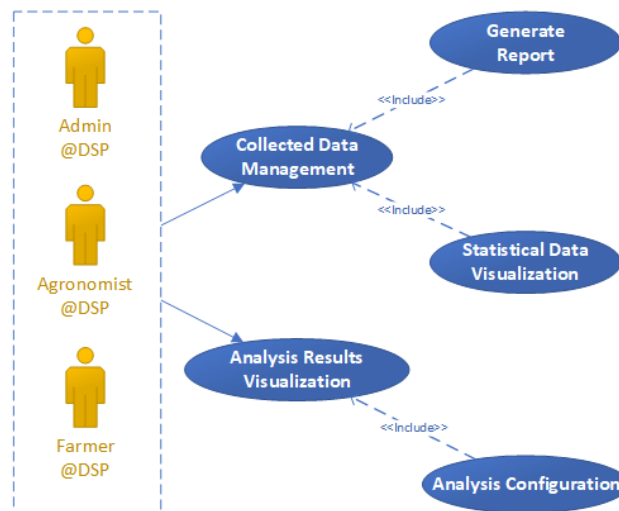 Admin
@DSP
Agronomist
@DSP
Farmer
@DSP
Generate
Report
<<Include>>
Collected Data
Management
<<Include>>
Statistical Data
Visualization
Analysis Results
Visualization
<<Include>>
Analysis Configuration